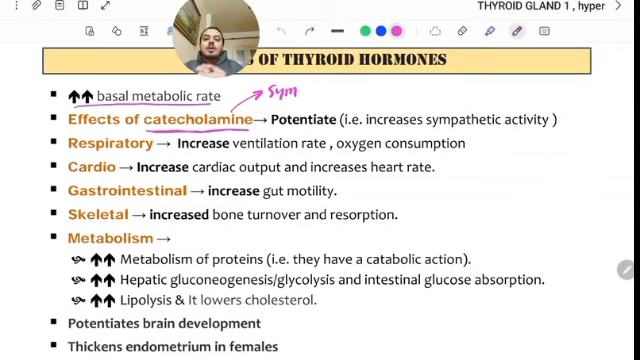 THYROID GLAND 1 , hyper
S OF THYROID HORMONES
basal metabolic rate
Sym
Effects of catecholamine→ Potentiate (i.e. increases sympathetic activity )
Respiratory → Increase ventilation rate , oxygen consumption
Cardio → Increase cardiac output and increases heart rate.
Gastrointestinal → increase gut motility.
Skeletal → increased bone turnover and resorption.
Metabolism →
Metabolism of proteins (i.e. they have a catabolic action).
Hepatic gluconeogenesis/glycolysis and intestinal glucose absorption.
Lipolysis & It lowers cholesterol.
Potentiates brain development
Thickens endometrium in females